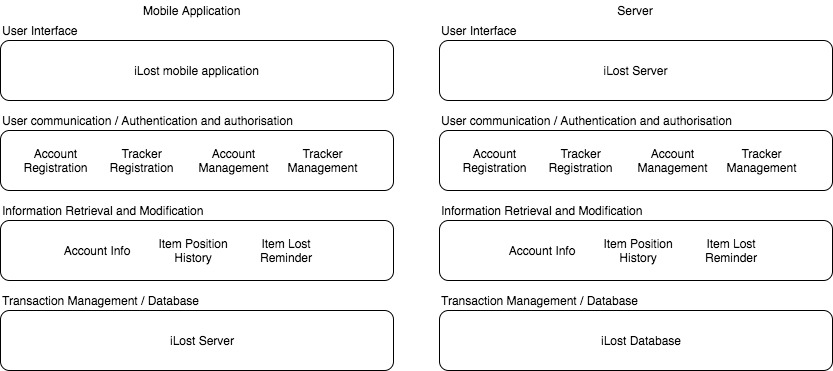 Mobile Application
User Interface
iLost mobile application
User communication / Authentication and authorisation
Account Registration
Tracker Registration
Account Management
Tracker Management
Information Retrieval and Modification
Account Info
Item Position History
Item Lost Reminder
Transaction Management / Database
iLost Server
Server
User Interface
iLost Server
User communication / Authentication and authorisation
Account Registration
Tracker Registration
Account Management
Tracker Management
Information Retrieval and Modification
Account Info
Item Position History
Item Lost Reminder
Transaction Management / Database
iLost Database